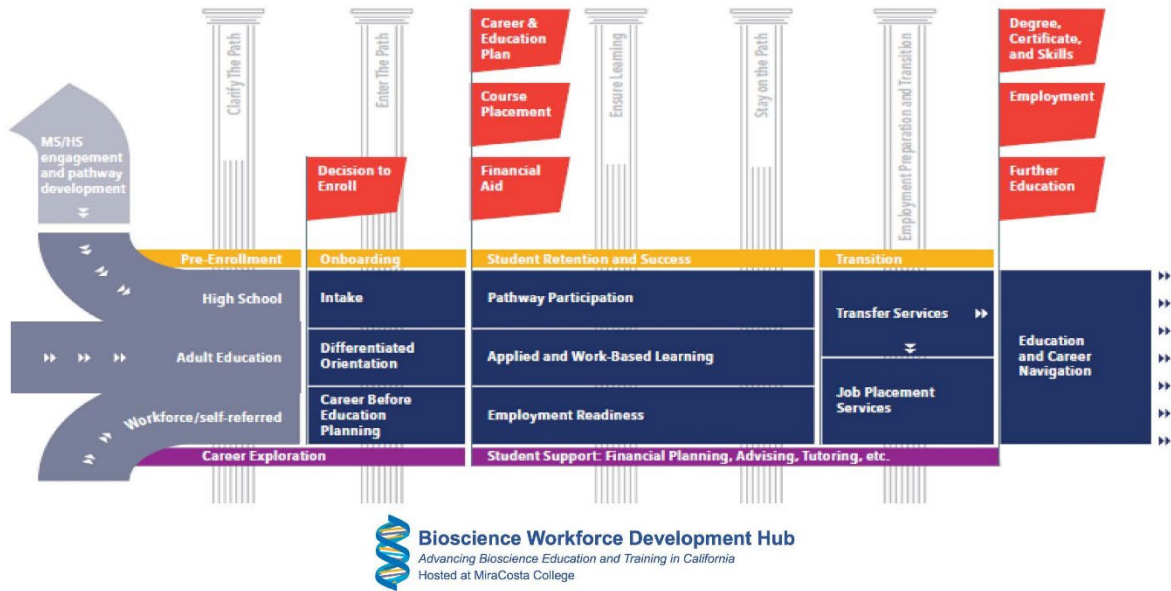 Career &
Education
Plan
Degree,
Certificate,
and Skills
Clarify The Path
Enter The Path
Ensure Learning
Stay on the Path
Employment Preparation and Transition
Course
Placement
Employment
MS/HS
engagement
and pathway
development
Decision to
Enroll
Financial
Aid
Further
Education
Pre-Enrollment
Onboarding
Student Retention and Success
Transition
High School
Intake
Pathway Participation
Transfer Services
Adult Education
Differentiated
Orientation
Applied and Work-Based Learning
Education
and Career
Navigation
Workforce/self-referred
Career Before
Education
Planning
Employment Readiness
Job Placement
Services
Career Exploration
Student Support: Financial Planning, Advising, Tutoring, etc.
Bioscience Workforce Development Hub
Advancing Bioscience Education and Training in California
Hosted at MiraCosta College